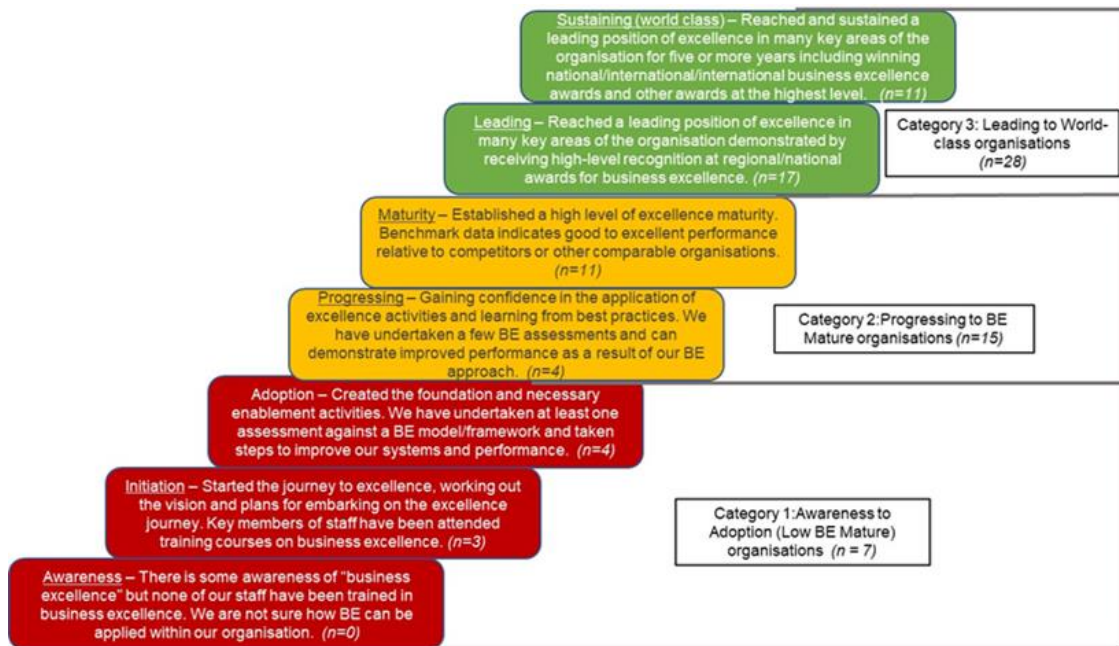 Sustaining (world class) – Reached and sustained
a leading position of excellence in many key areas of the
organisation for five or more years including winning
national/international/international business excellence
awards and other awards at the highest level. (n=11)
Leading – Reached a leading position of excellence in
many key areas of the organisation demonstrated by
receiving high-level recognition at regional/national
awards for business excellence. (n=17)
Category 3: Leading to World-
class organisations
(n=28)
Maturity – Established a high level of excellence maturity.
Benchmark data indicates good to excellent performance
relative to competitors or other comparable organisations.
(n=11)
Progressing – Gaining confidence in the application of
excellence activities and learning from best practices. We
have undertaken a few BE assessments and can
demonstrate improved performance as a result of our BE
approach. (n=4)
Category 2:Progressing to BE
Mature organisations (n=15)
Adoption – Created the foundation and necessary
enablement activities. We have undertaken at least one
assessment against a BE model/framework and taken
steps to improve our systems and performance. (n=4)
Initiation – Started the journey to excellence, working out
the vision and plans for embarking on the excellence
journey. Key members of staff have been attended
training courses on business excellence. (n=3)
Category 1:Awareness to
Adoption (Low BE Mature)
organisations (n = 7)
Awareness – There is some awareness of "business
excellence" but none of our staff have been trained in
business excellence. We are not sure how BE can be
applied within our organisation. (n=0)